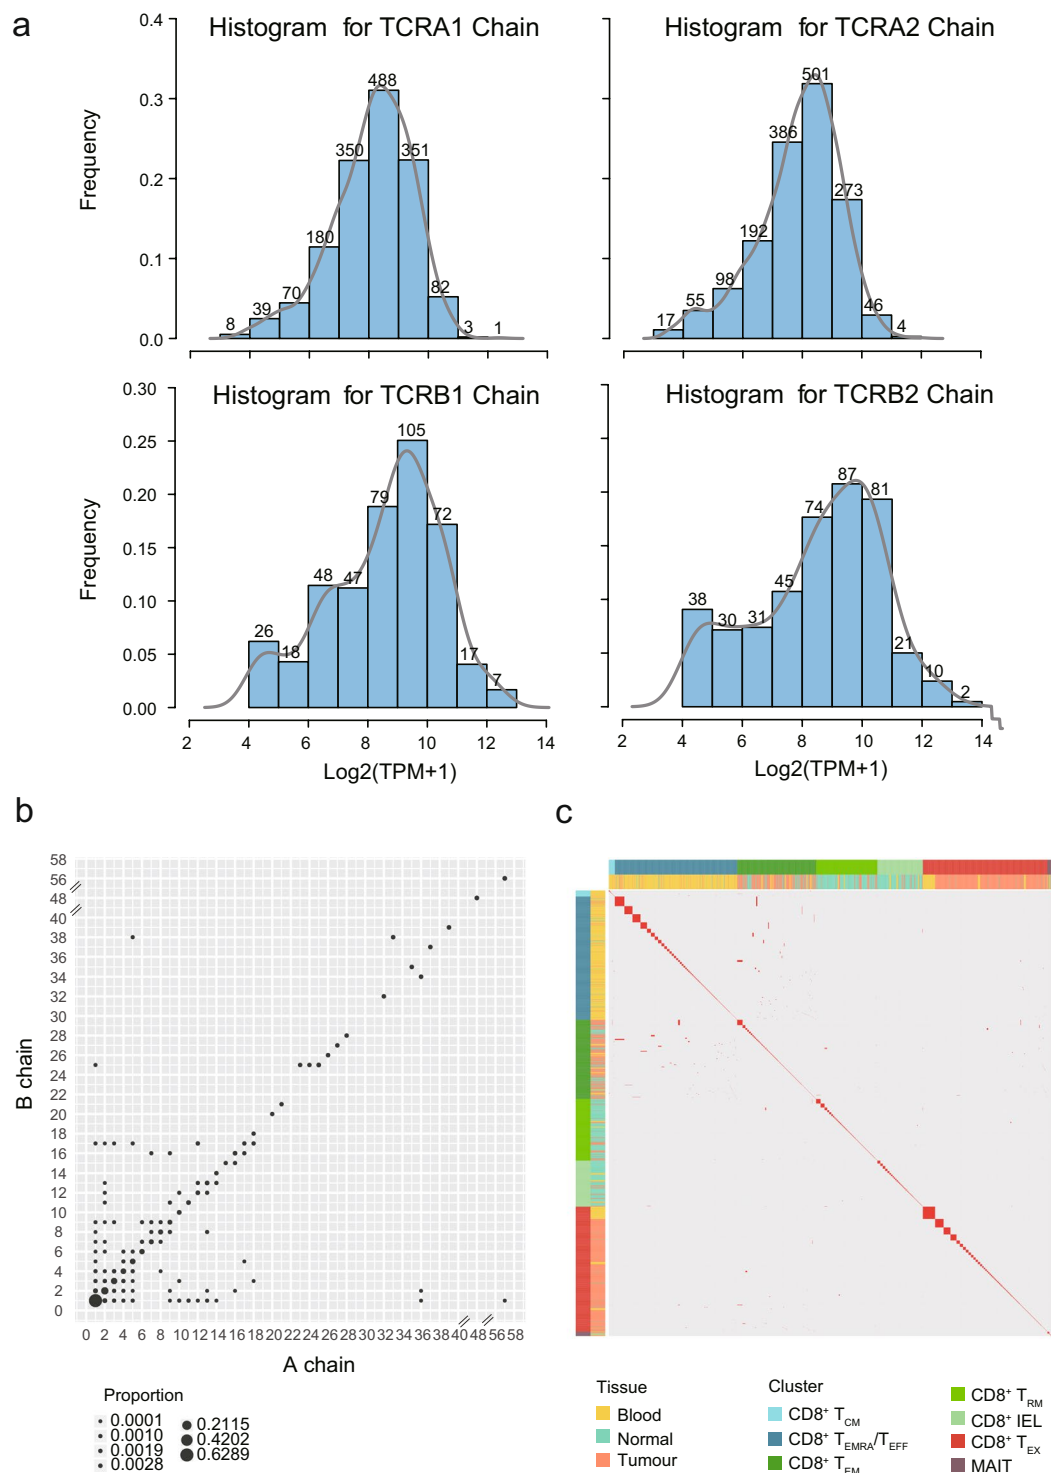 a
Histogram for TCRA1 Chain
Frequency
0.4
0.3
0.2
0.1
0.0
8
39
70
180
350
488
351
82
3
1
Histogram for TCRA2 Chain
17
55
98
192
386
501
273
46
4
Histogram for TCRB1 Chain
Frequency
0.30
0.25
0.20
0.15
0.10
0.05
0.00
26
18
48
47
79
105
72
17
7
2 4 6 8 10 12 14
Log2(TPM+1)
Histogram for TCRB2 Chain
38
30
31
45
74
87
81
21
10
2
2 4 6 8 10 12 14
Log2(TPM+1)
b
B chain
58
56
48
40
38
36
34
32
30
28
26
24
22
20
18
16
14
12
10
8
6
4
2
0
0 2 4 6 8 10 12 14 16 18 20 22 24 26 28 30 32 34 36 38 40 48 56 58
A chain
Proportion
0.0001
0.0010
0.0019
0.0028
0.2115
0.4202
0.6289
c
Tissue
Blood
Normal
Tumour
Cluster
CD8+ TCM
CD8+ TEMRA/TEFF
CD8+ TEM
CD8+ TRM
CD8+ IEL
CD8+ TEX
MAIT